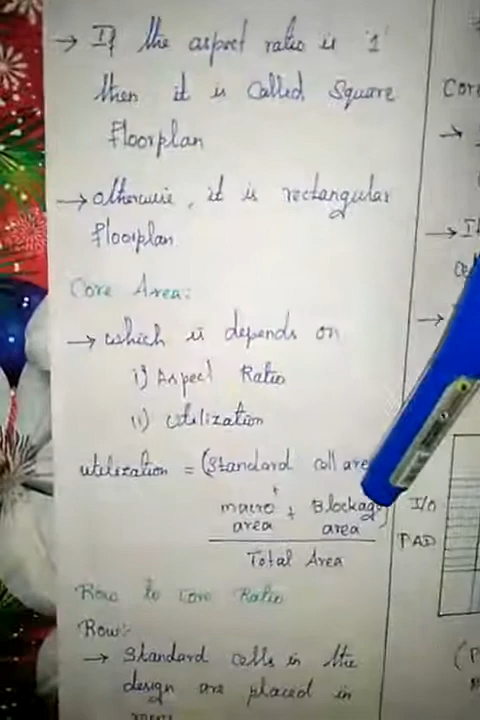 → If the aspect ratio is '1'
then it is called Square
Floorplan
→ otherwise, it is rectangular
floorplan
Core Area:
→ which is depends on
i) Aspect Ratio
ii) Utilization
utilization = (Standard cell area
+
macro + Blockage)
area area
Total Area
Row to Core Ratio
Row:-
→ Standard cells in the
design are placed in
Core
→
→ If
→
I/O
PAD
(P